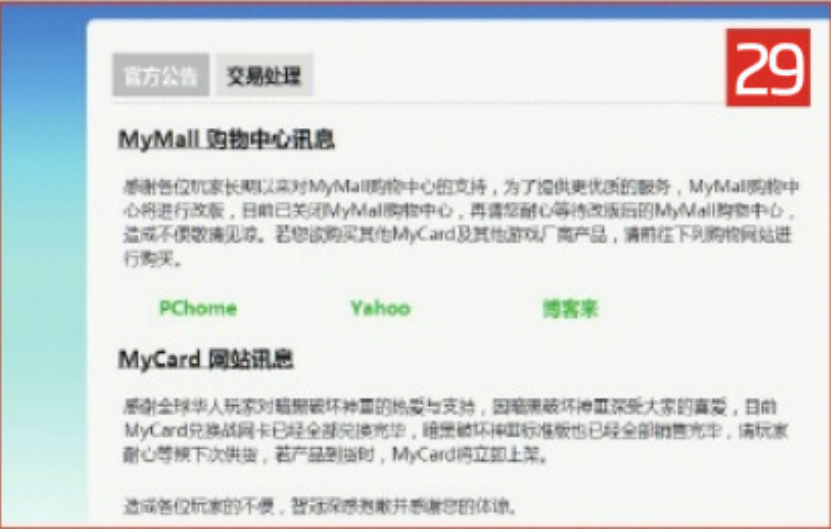 29
官方公告 交易处理
MyMall 购物中心讯息
感谢各位玩家长期以来对MyMall购物中心的支持，为了提供更优质的服务，MyMall购物中
心将进行改版，目前已关闭MyMall购物中心，再请您耐心等待改版后的MyMall购物中心，
造成不便敬请见谅。若您欲购买其他MyCard及其他游戏厂商产品，请前往下列购物网站进
行购买。
PChome Yahoo 博客来
MyCard 网站讯息
感谢全球华人玩家对暗黑破坏神III的热爱与支持，因暗黑破坏神III深受大家的喜爱，目前
MyCard兑换战网卡已经全部兑换完毕，暗黑破坏神III标准版也已经全部销售完毕，请玩家
耐心等候下次供货，若产品到货时，MyCard将立即上架。
造成各位玩家的不便，智冠深感抱歉并感谢您的体谅。